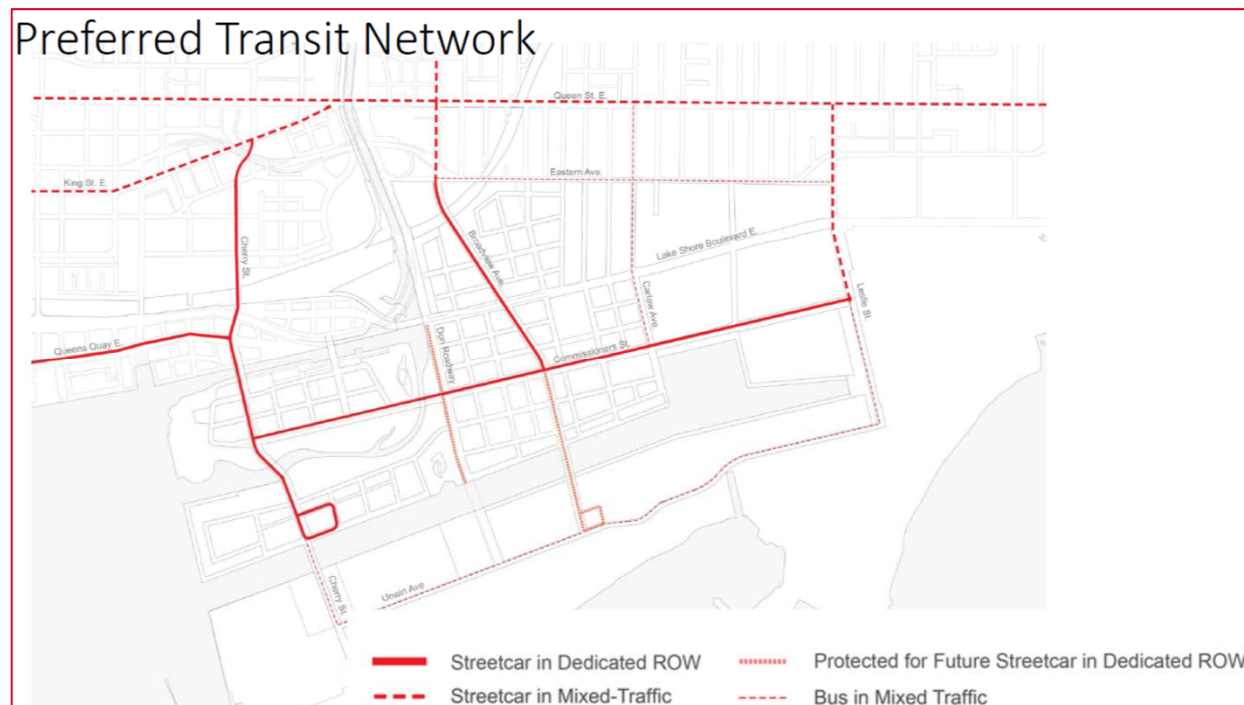 Preferred Transit Network
Queen St. E.
King St. E.
Eastern Ave.
Cherry St.
Broadview Ave.
Lake Shore Boulevard E.
Leslie St.
Carlaw Ave.
Don Roadway
Queens Quay E.
Commissioners St.
Unwin Ave
Cherry St.
Streetcar in Dedicated ROW
Protected for Future Streetcar in Dedicated ROW
Streetcar in Mixed-Traffic
Bus in Mixed Traffic